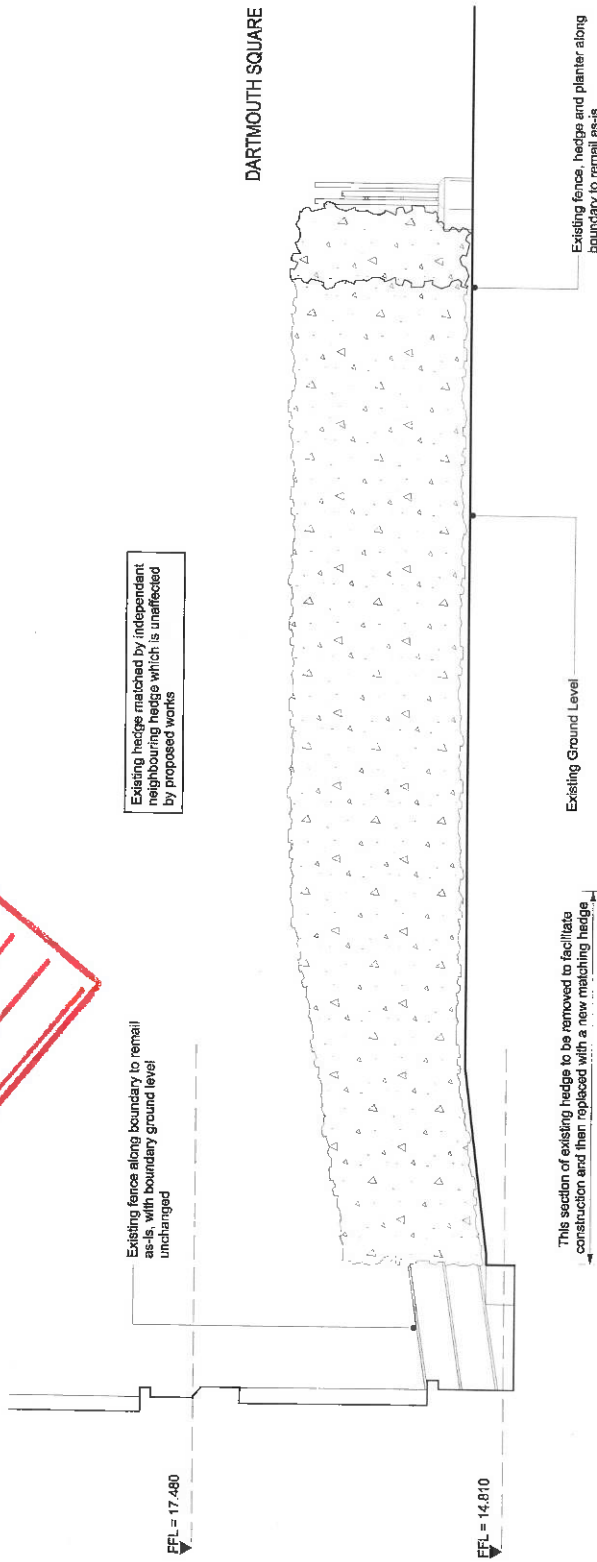 DARTMOUTH SQUARE
Existing hedge matched by independant
neighbouring hedge which is unaffected
by proposed works
Existing fence along boundary to remail
as-is, with boundary ground level
unchanged
FFL = 17.480
FFL = 14.810
Existing fence, hedge and planter along
boundary to remail as-is
Existing Ground Level
This section of existing hedge to be removed to facilitate
construction and then replaced with a new matching hedge